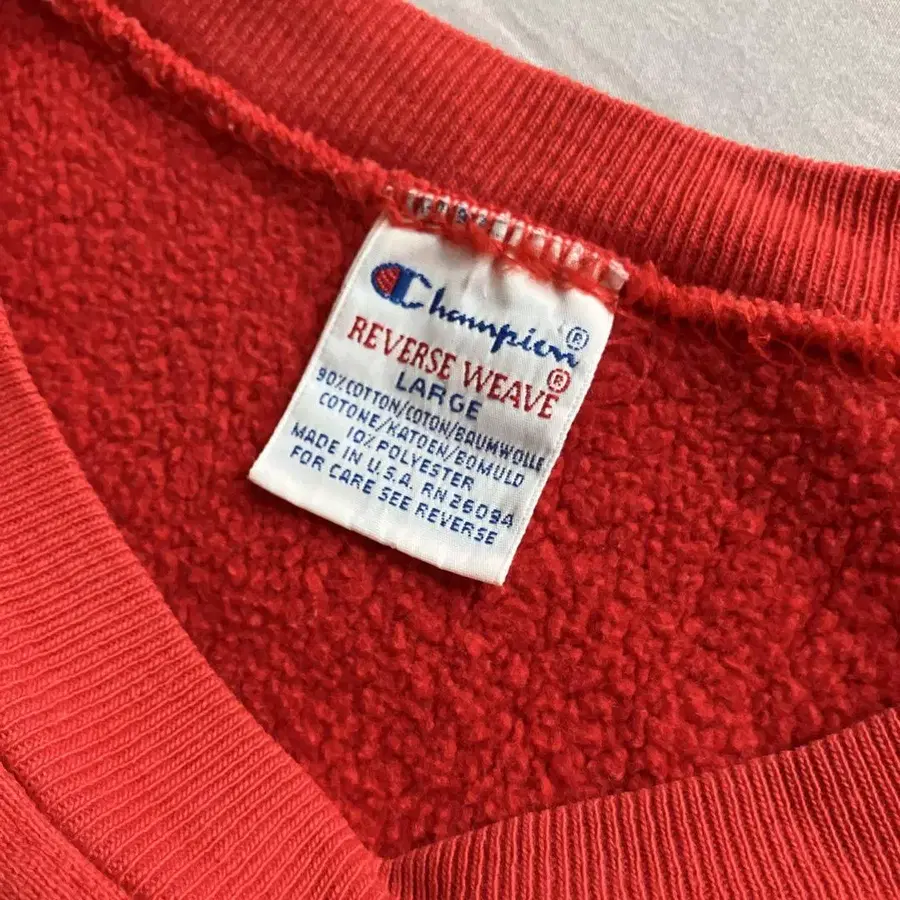 Champion®
REVERSE WEAVE®
LARGE
90% COTTON/COTON/BAUMWOLLE
COTONE/KATOEN/BOMULD
10% POLYESTER
MADE IN U.S.A. RN 26094
FOR CARE SEE REVERSE